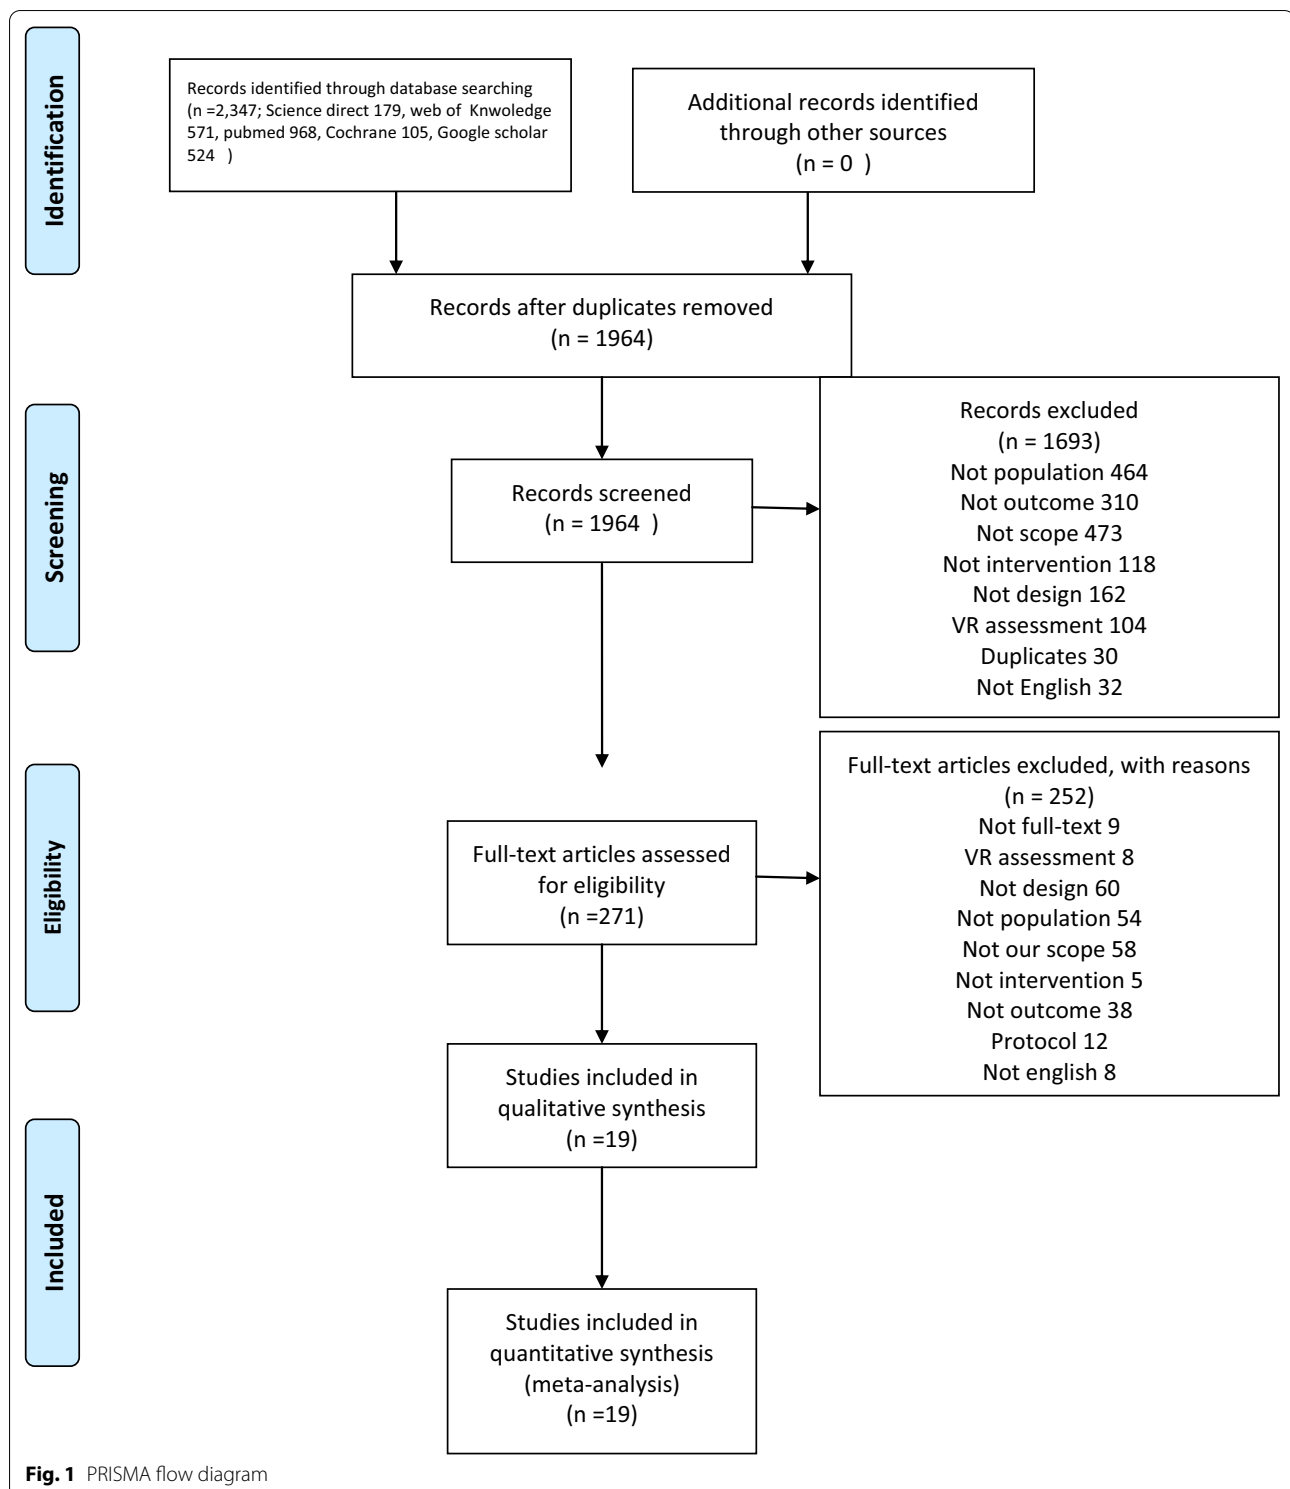 Identification
Records identified through database searching
(n =2,347; Science direct 179, web of Knwoledge
571, pubmed 968, Cochrane 105, Google scholar
524 )
Additional records identified
through other sources
(n = 0 )
Records after duplicates removed
(n = 1964)
Screening
Records screened
(n = 1964 )
Records excluded
(n = 1693)
Not population 464
Not outcome 310
Not scope 473
Not intervention 118
Not design 162
VR assessment 104
Duplicates 30
Not English 32
Eligibility
Full-text articles assessed
for eligibility
(n =271)
Full-text articles excluded, with reasons
(n = 252)
Not full-text 9
VR assessment 8
Not design 60
Not population 54
Not our scope 58
Not intervention 5
Not outcome 38
Protocol 12
Not english 8
Included
Studies included in
qualitative synthesis
(n =19)
Studies included in
quantitative synthesis
(meta-analysis)
(n =19)
Fig. 1 PRISMA flow diagram